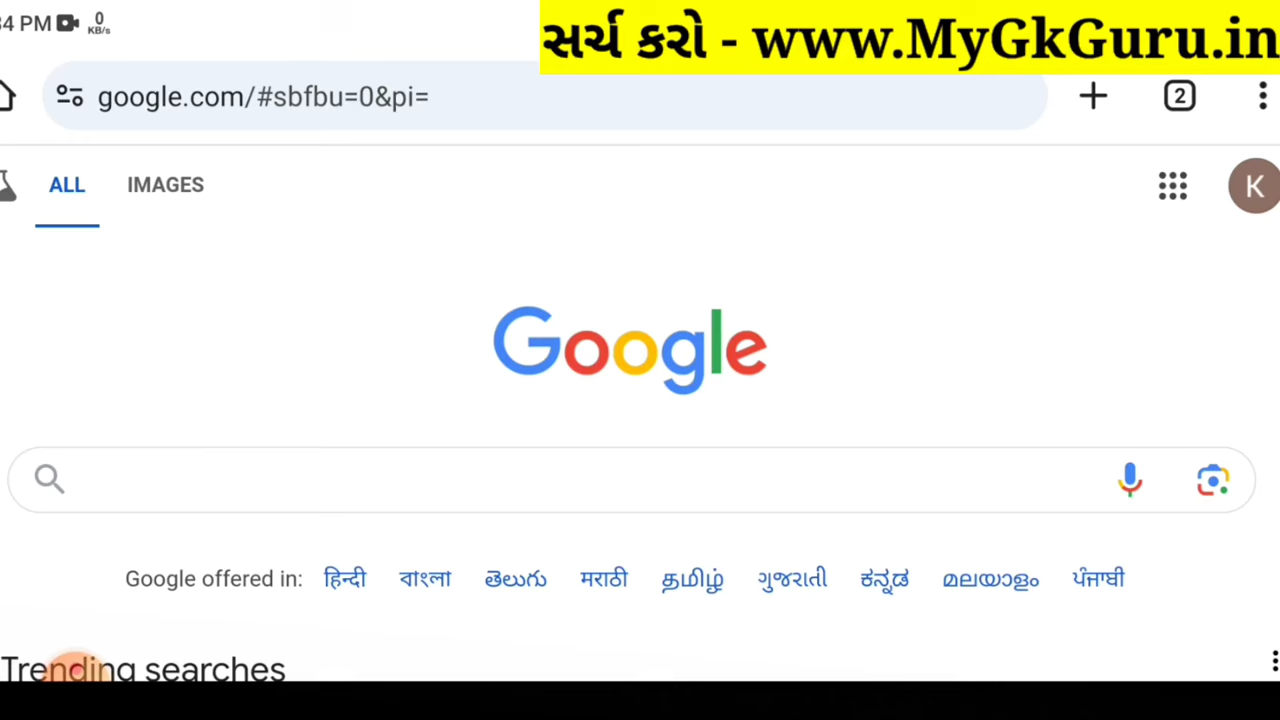 34 PM 0 KB/s
સર્ચ કરો - www.MyGkGuru.in
google.com/#sbfbu=0&pi=
2
ALL IMAGES
K
Google
Google offered in: हिन्दी বাংলা తెలుగు मराठी தமிழ் ગુજરાતી ಕನ್ನಡ മലയാളം ਪੰਜਾਬੀ
Trending searches